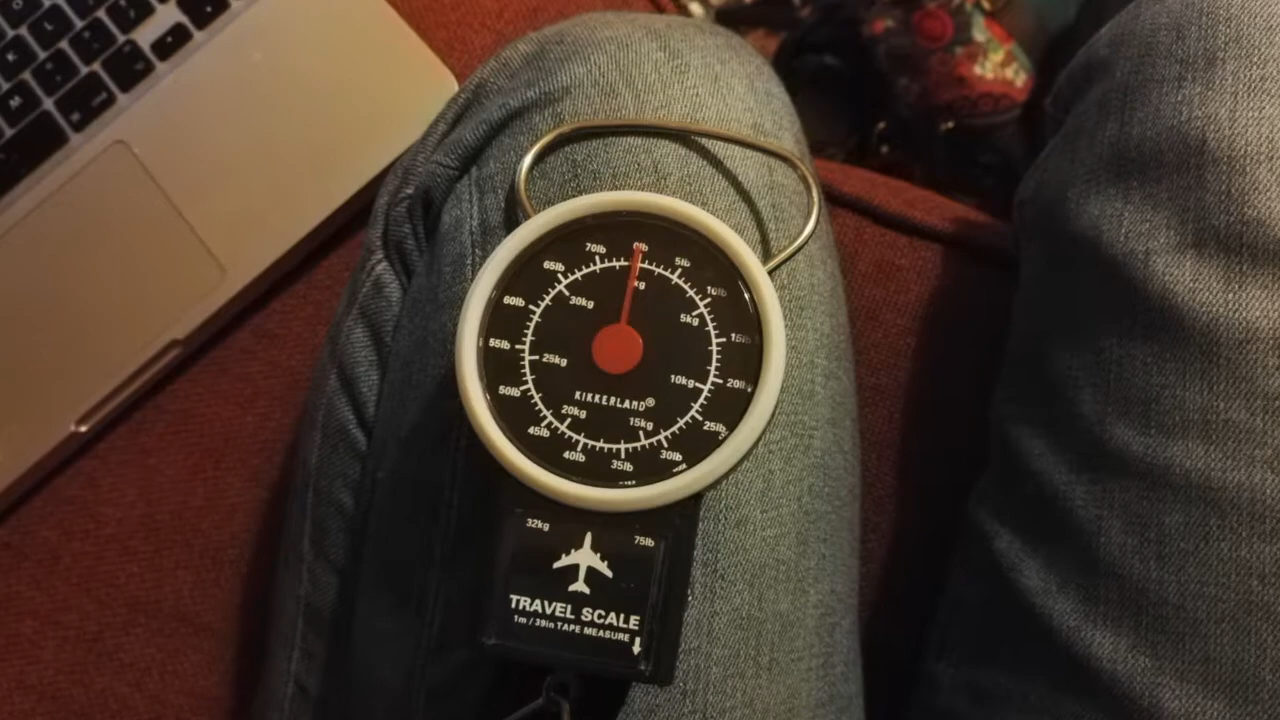 0lb
5lb
10lb
15lb
20lb
25lb
30lb
35lb
40lb
45lb
50lb
55lb
60lb
65lb
70lb
kg
5kg
10kg
15kg
20kg
25kg
30kg
KIKKERLAND®
32kg
75lb
TRAVEL SCALE
1m / 39in TAPE MEASURE
L
M